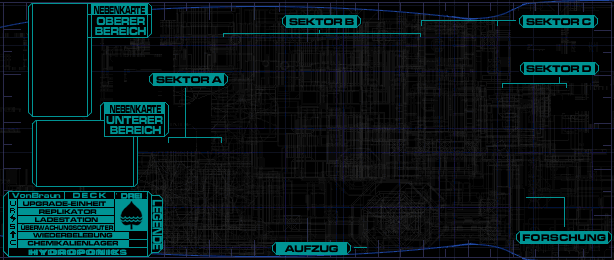 NEBENKARTE
OBERER
BEREICH
SEKTOR B
SEKTOR C
SEKTOR D
SEKTOR A
NEBENKARTE
UNTERER
BEREICH
VonBraun DECK DREI
UPGRADE-EINHEIT
REPLIKATOR
LADESTATION
ÜBERWACHUNGSCOMPUTER
WIEDERBELEBUNG
CHEMIKALIENLAGER
HYDROPONIKS
LEGENDE
AUFZUG
FORSCHUNG